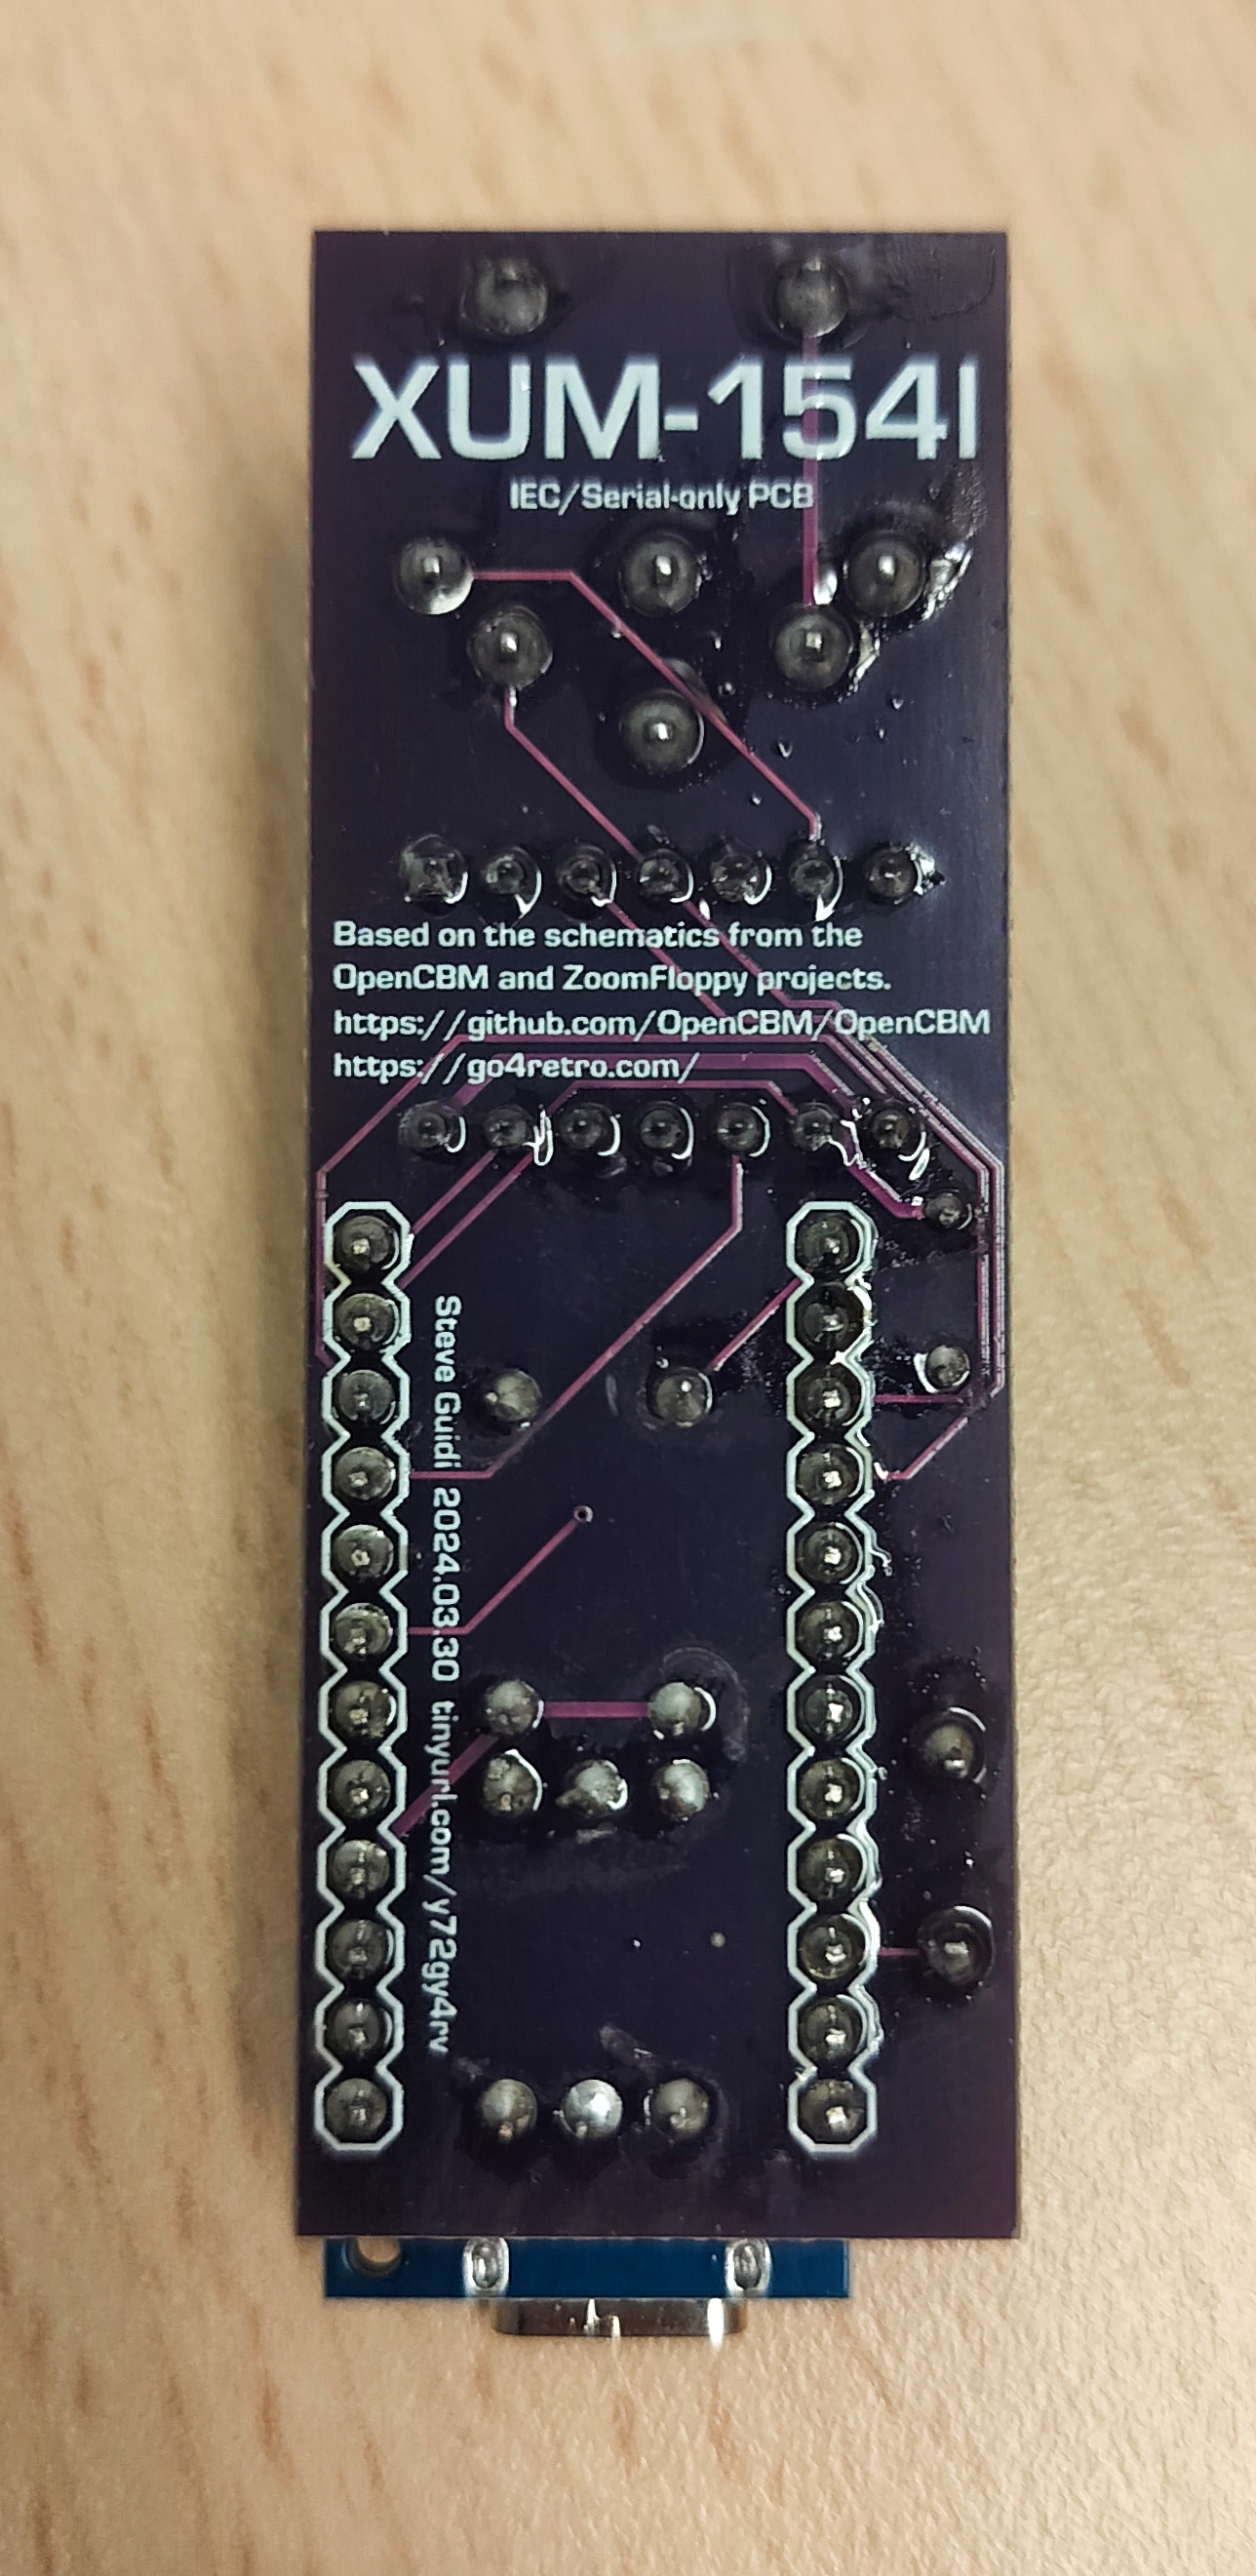 XUM-1541
IEC/Serial-only PCB
Based on the schematics from the
OpenCBM and ZoomFloppy projects.
https://github.com/OpenCBM/OpenCBM
https://go4retro.com/
Steve Guidi 2024.03.30 tinyurl.com/y72gy4rv